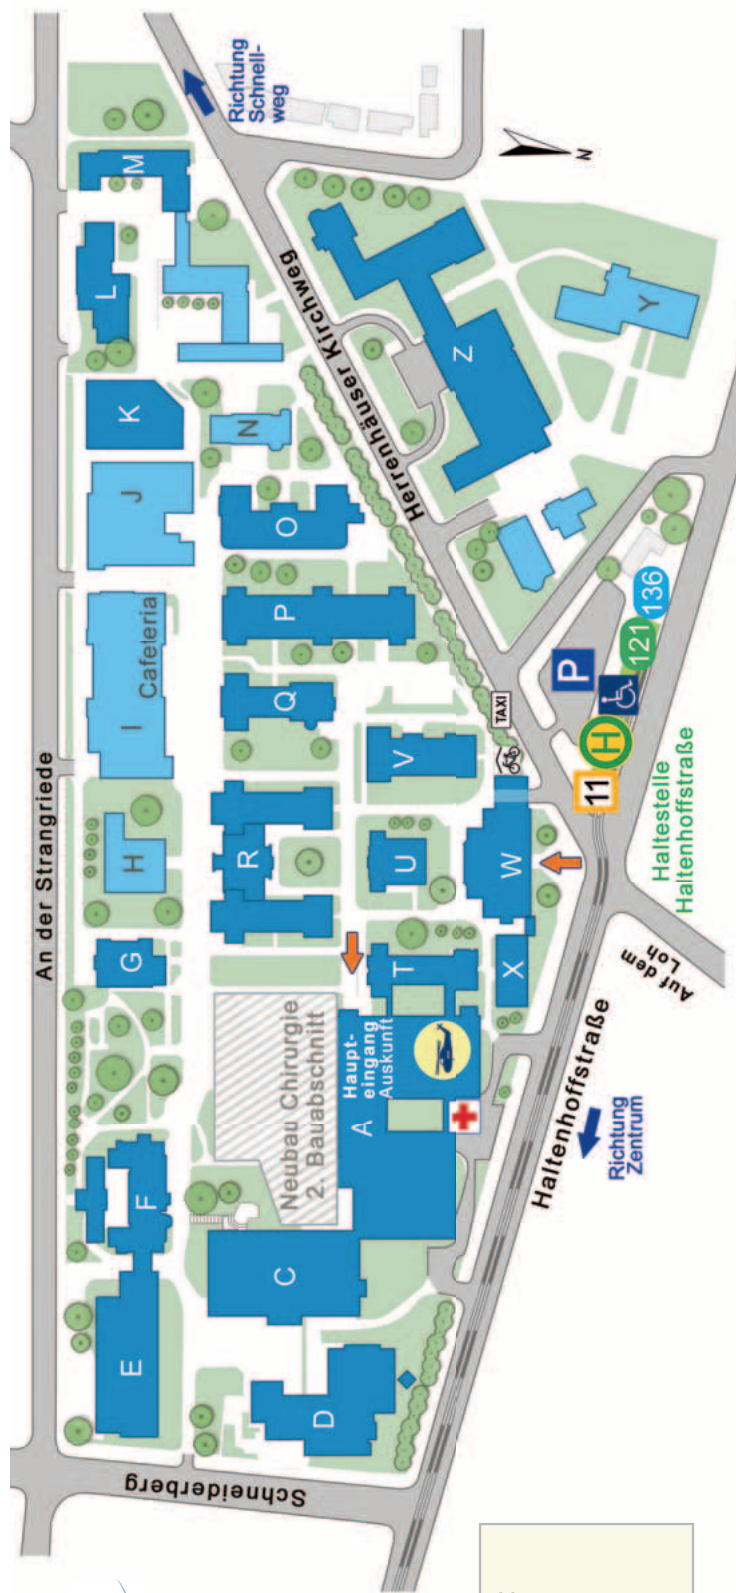 An der Strangriede
Schneiderberg
Herrenhäuser Kirchweg
Haltenhoffstraße
Auf dem
Loh
Richtung
Schnell-
weg
Richtung
Zentrum
Haltestelle
Haltenhoffstraße
N
E
F
G
H
I
Cafeteria
J
K
L
M
D
C
Neubau Chirurgie
2. Bauabschnitt
A
Haupt-
eingang
Auskunft
R
Q
P
O
N
T
U
V
X
W
Z
Y
TAXI
11
H
P
121
136